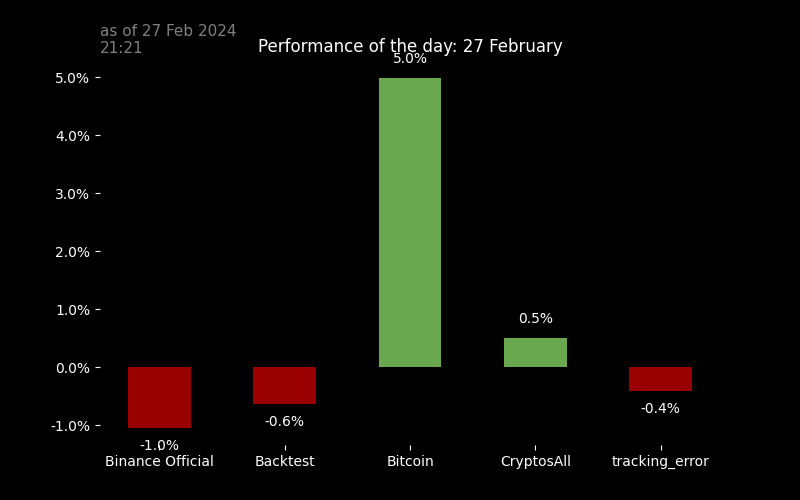 as of 27 Feb 2024
21:21
Performance of the day: 27 February
5.0%
5.0%
4.0%
3.0%
2.0%
1.0%
0.5%
0.0%
-1.0%
-0.6%
-0.4%
-1.0%
Binance Official
Backtest
Bitcoin
CryptosAll
tracking_error